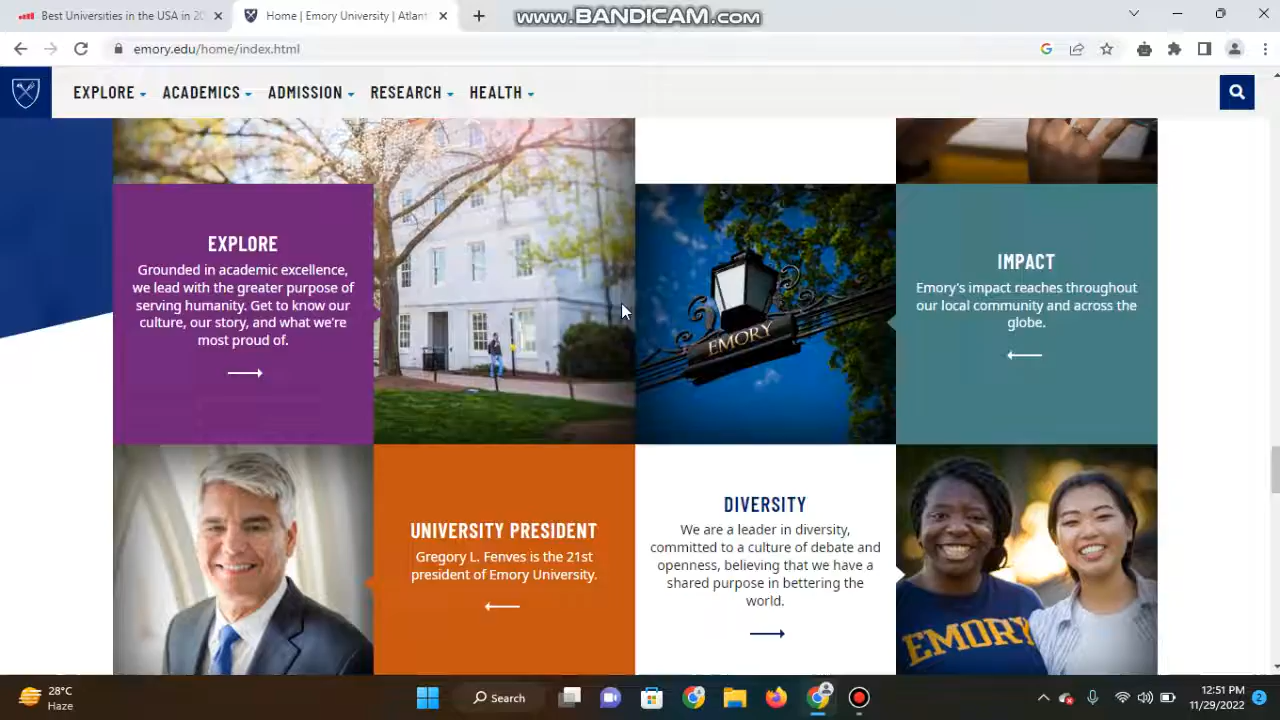 Best Universities in the USA in 20
Home | Emory University | Atlant
www.BANDICAM.com
emory.edu/home/index.html
EXPLORE ACADEMICS ADMISSION RESEARCH HEALTH
EXPLORE
Grounded in academic excellence,
we lead with the greater purpose of
serving humanity. Get to know our
culture, our story, and what we're
most proud of.
EMORY
IMPACT
Emory's impact reaches throughout
our local community and across the
globe.
UNIVERSITY PRESIDENT
Gregory L. Fenves is the 21st
president of Emory University.
DIVERSITY
We are a leader in diversity,
committed to a culture of debate and
openness, believing that we have a
shared purpose in bettering the
world.
EMORY
28°C
Haze
Search
12:51 PM
11/29/2022
2